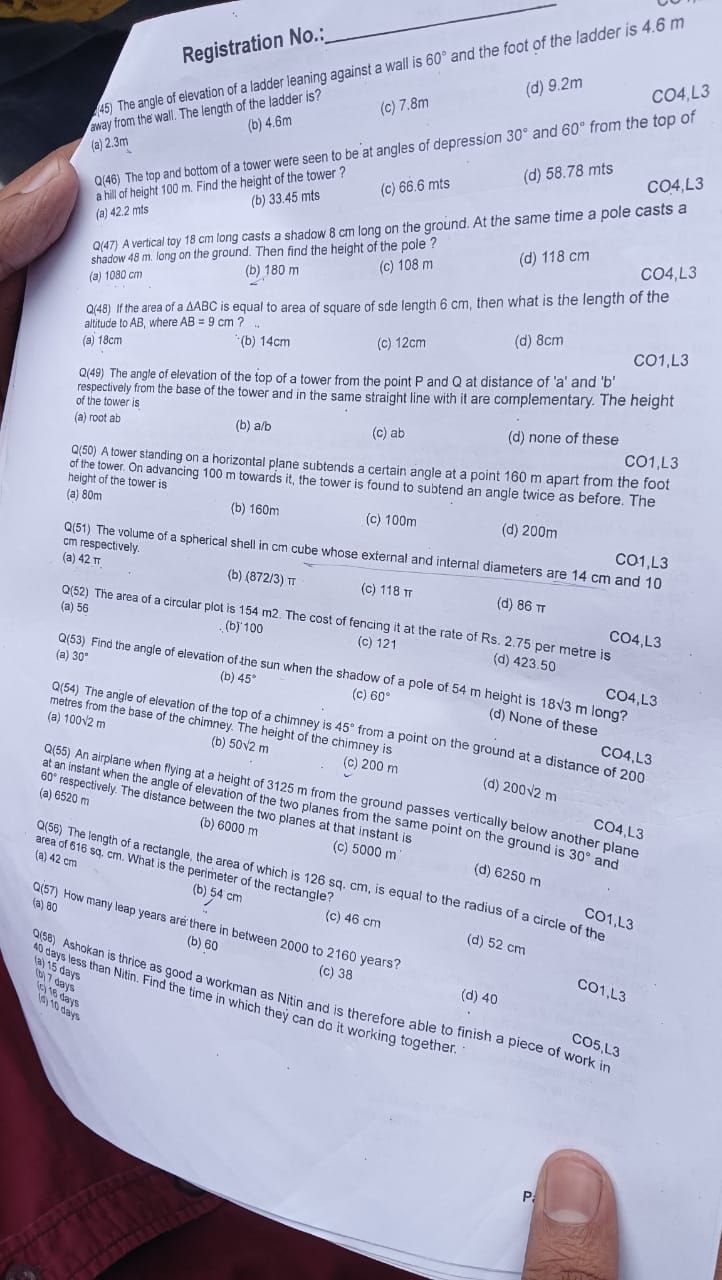 Registration No.:
45) The angle of elevation of a ladder leaning against a wall is 60° and the foot of the ladder is 4.6 m
away from the wall. The length of the ladder is?
(a) 2.3m (b) 4.6m (c) 7.8m (d) 9.2m
CO4,L3
Q(46) The top and bottom of a tower were seen to be at angles of depression 30° and 60° from the top of
a hill of height 100 m. Find the height of the tower ?
(a) 42.2 mts (b) 33.45 mts (c) 66.6 mts (d) 58.78 mts
CO4,L3
Q(47) A vertical toy 18 cm long casts a shadow 8 cm long on the ground. At the same time a pole casts a
shadow 48 m. long on the ground. Then find the height of the pole ?
(a) 1080 cm (b) 180 m (c) 108 m (d) 118 cm
CO4,L3
Q(48) If the area of a ΔABC is equal to area of square of sde length 6 cm, then what is the length of the
altitude to AB, where AB = 9 cm ?
(a) 18cm (b) 14cm (c) 12cm (d) 8cm
CO1,L3
Q(49) The angle of elevation of the top of a tower from the point P and Q at distance of 'a' and 'b'
respectively from the base of the tower and in the same straight line with it are complementary. The height
of the tower is
(a) root ab (b) a/b (c) ab (d) none of these
CO1,L3
Q(50) A tower standing on a horizontal plane subtends a certain angle at a point 160 m apart from the foot
of the tower. On advancing 100 m towards it, the tower is found to subtend an angle twice as before. The
height of the tower is
(a) 80m (b) 160m (c) 100m (d) 200m
CO1,L3
Q(51) The volume of a spherical shell in cm cube whose external and internal diameters are 14 cm and 10
cm respectively.
(a) 42 π (b) (872/3) π (c) 118 π (d) 86 π
CO4,L3
Q(52) The area of a circular plot is 154 m2. The cost of fencing it at the rate of Rs. 2.75 per metre is
(a) 56 (b) 100 (c) 121 (d) 423.50
CO4,L3
Q(53) Find the angle of elevation of the sun when the shadow of a pole of 54 m height is 18√3 m long?
(a) 30° (b) 45° (c) 60° (d) None of these
CO4,L3
Q(54) The angle of elevation of the top of a chimney is 45° from a point on the ground at a distance of 200
metres from the base of the chimney. The height of the chimney is
(a) 100√2 m (b) 50√2 m (c) 200 m (d) 200√2 m
CO4,L3
Q(55) An airplane when flying at a height of 3125 m from the ground passes vertically below another plane
at an instant when the angle of elevation of the two planes from the same point on the ground is 30° and
60° respectively. The distance between the two planes at that instant is
(a) 6520 m (b) 6000 m (c) 5000 m (d) 6250 m
CO1,L3
Q(56) The length of a rectangle, the area of which is 126 sq. cm, is equal to the radius of a circle of the
area of 616 sq. cm. What is the perimeter of the rectangle?
(a) 42 cm (b) 54 cm (c) 46 cm (d) 52 cm
CO1,L3
Q(57) How many leap years are there in between 2000 to 2160 years?
(a) 80 (b) 60 (c) 38 (d) 40
CO5,L3
Q(58) Ashokan is thrice as good a workman as Nitin and is therefore able to finish a piece of work in
40 days less than Nitin. Find the time in which they can do it working together.
(a) 15 days
(b) 7 days
(c) 16 days
(d) 10 days